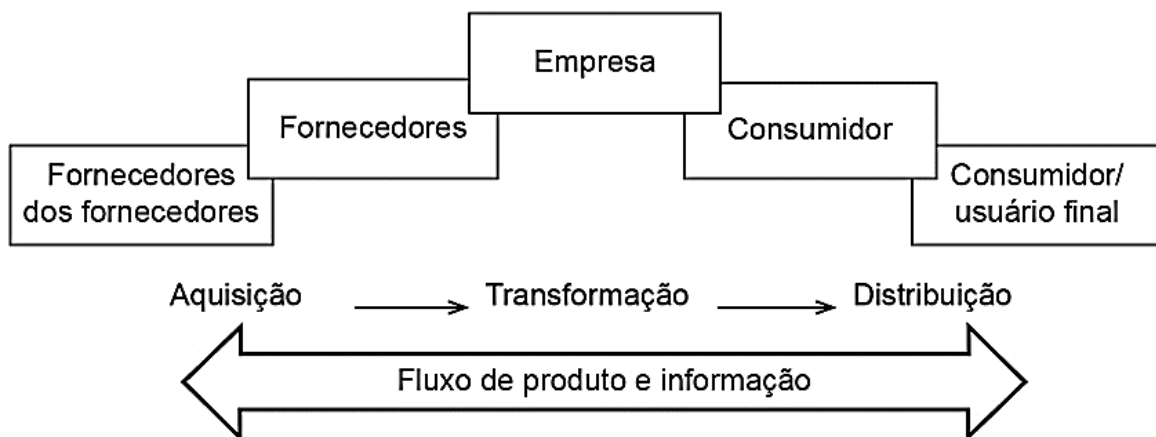 Empresa
Fornecedores
Consumidor
Fornecedores
dos fornecedores
Consumidor/
usuário final
Aquisição
Transformação
Distribuição
Fluxo de produto e informação